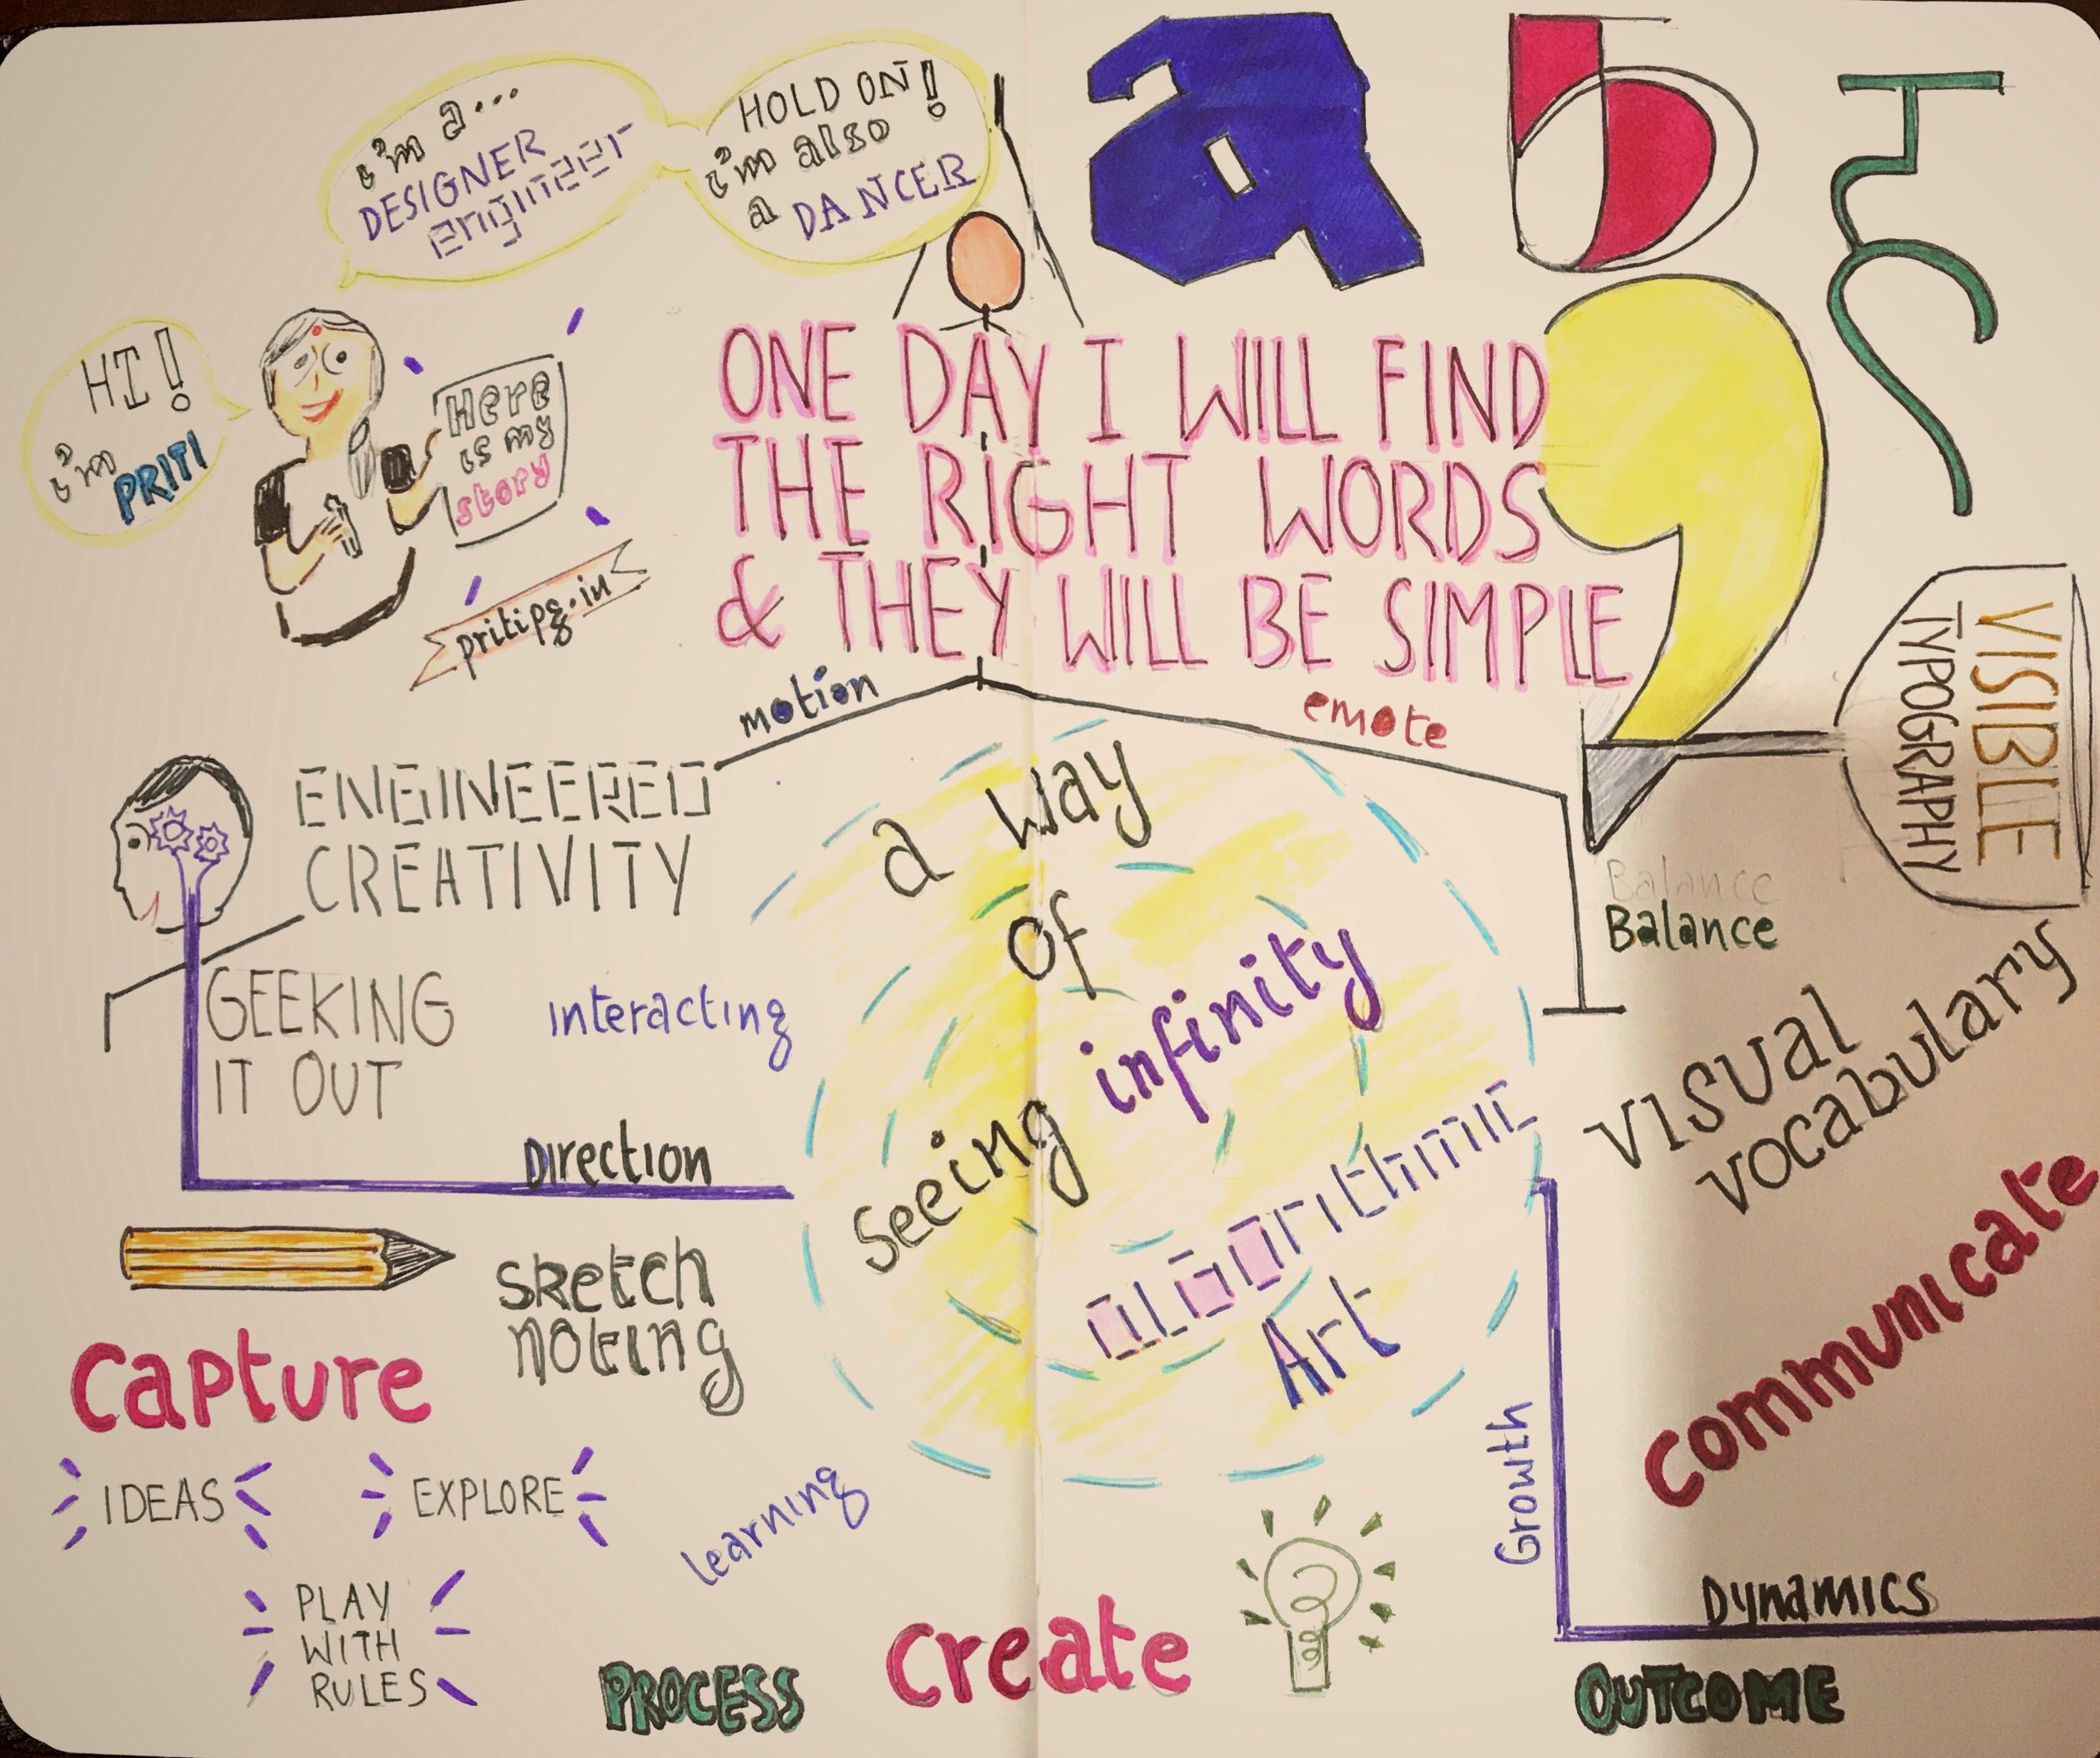 i'm a...
DESIGNER
engineer
HOLD ON!
i'm also
a DANCER
a
b
ह
HI!
i'm
PRITI
Here
is my
story
pritipg.in
ONE DAY I WILL FIND
THE RIGHT WORDS
& THEY WILL BE SIMPLE
,
motion
emote
VISIBLE
TYPOGRAPHY
ENGINEERED
CREATIVITY
a way
of
seeing infinity
Balance
Balance
GEEKING
IT OUT
interacting
Direction
algorithmic
Art
visual
vocabulary
communicate
sketch
noting
capture
IDEAS
EXPLORE
PLAY
WITH
RULES
learning
Growth
Dynamics
PROCESS
create
OUTCOME